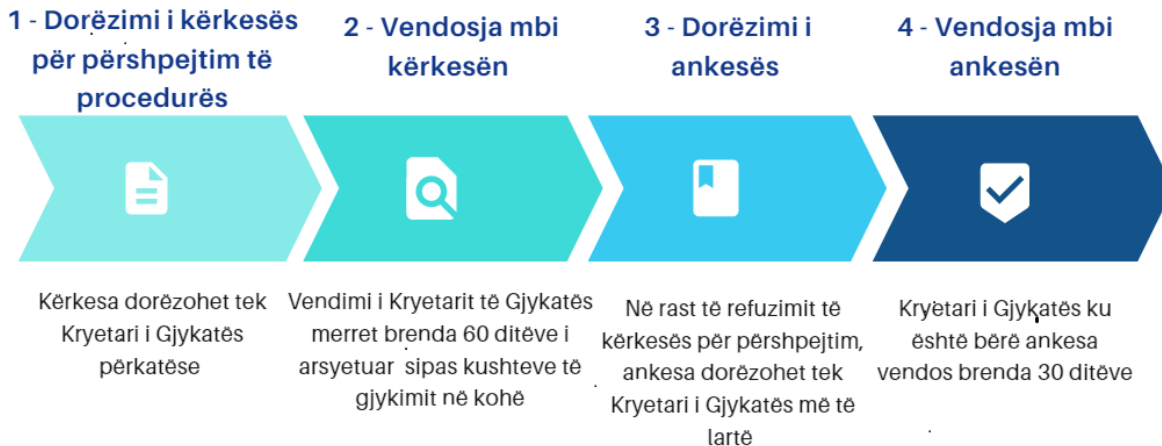 1 - Dorëzimi i kërkesës
për përshpejtim të
procedurës
2 - Vendosja mbi
kërkesën
3 - Dorëzimi i
ankesës
4 - Vendosja mbi
ankesën
Kërkesa dorëzohet tek
Kryetari i Gjykatës
përkatëse
Vendimi i Kryetarit të Gjykatës
merret brenda 60 ditëve i
arsyetuar sipas kushteve të
gjykimit në kohë
Në rast të refuzimit të
kërkesës për përshpejtim,
ankesa dorëzohet tek
Kryetari i Gjykatës më të
lartë
Kryetari i Gjykatës ku
është bërë ankesa
vendos brenda 30 ditëve